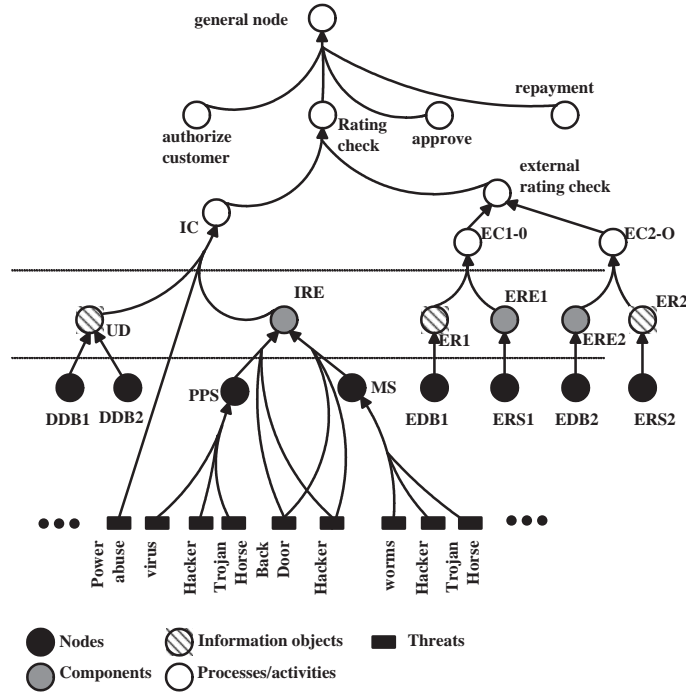 general node
repayment
authorize
customer
Rating
check
approve
external
rating check
IC
EC1-0
EC2-O
IRE
UD
ERE1
ER1
ERE2
ER2
PPS
MS
DDB1
DDB2
EDB1
ERS1
EDB2
ERS2
Power
abuse
virus
Hacker
Trojan
Horse
Back
Door
Hacker
worms
Hacker
Trojan
Horse
Nodes
Information objects
Threats
Components
Processes/activities